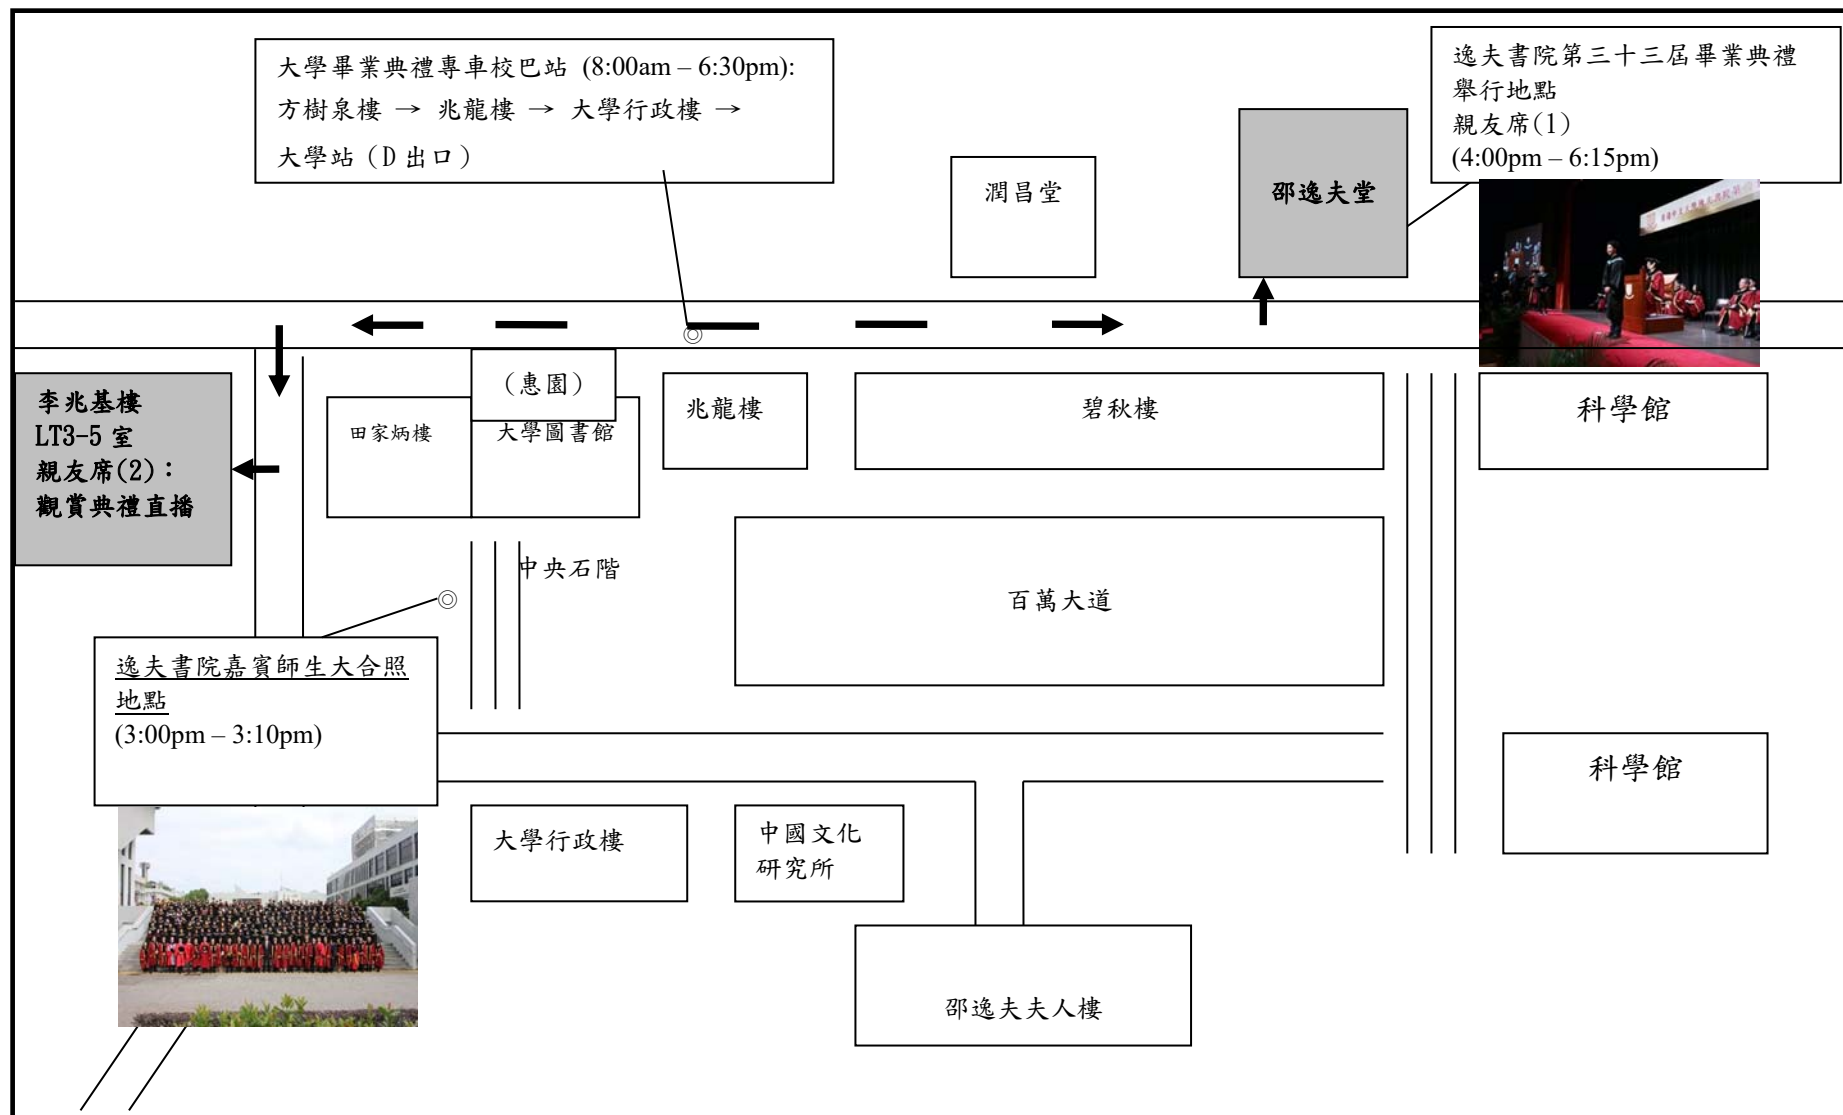 大學畢業典禮專車校巴站 (8:00am – 6:30pm):
方樹泉樓 → 兆龍樓 → 大學行政樓 →
大學站（D 出口）
逸夫書院第三十三屆畢業典禮
舉行地點
親友席(1)
(4:00pm – 6:15pm)
潤昌堂
邵逸夫堂
李兆基樓
LT3-5 室
親友席(2)：
觀賞典禮直播
（惠園）
田家炳樓
大學圖書館
兆龍樓
碧秋樓
科學館
中央石階
百萬大道
逸夫書院嘉賓師生大合照
地點
(3:00pm – 3:10pm)
科學館
大學行政樓
中國文化
研究所
邵逸夫夫人樓